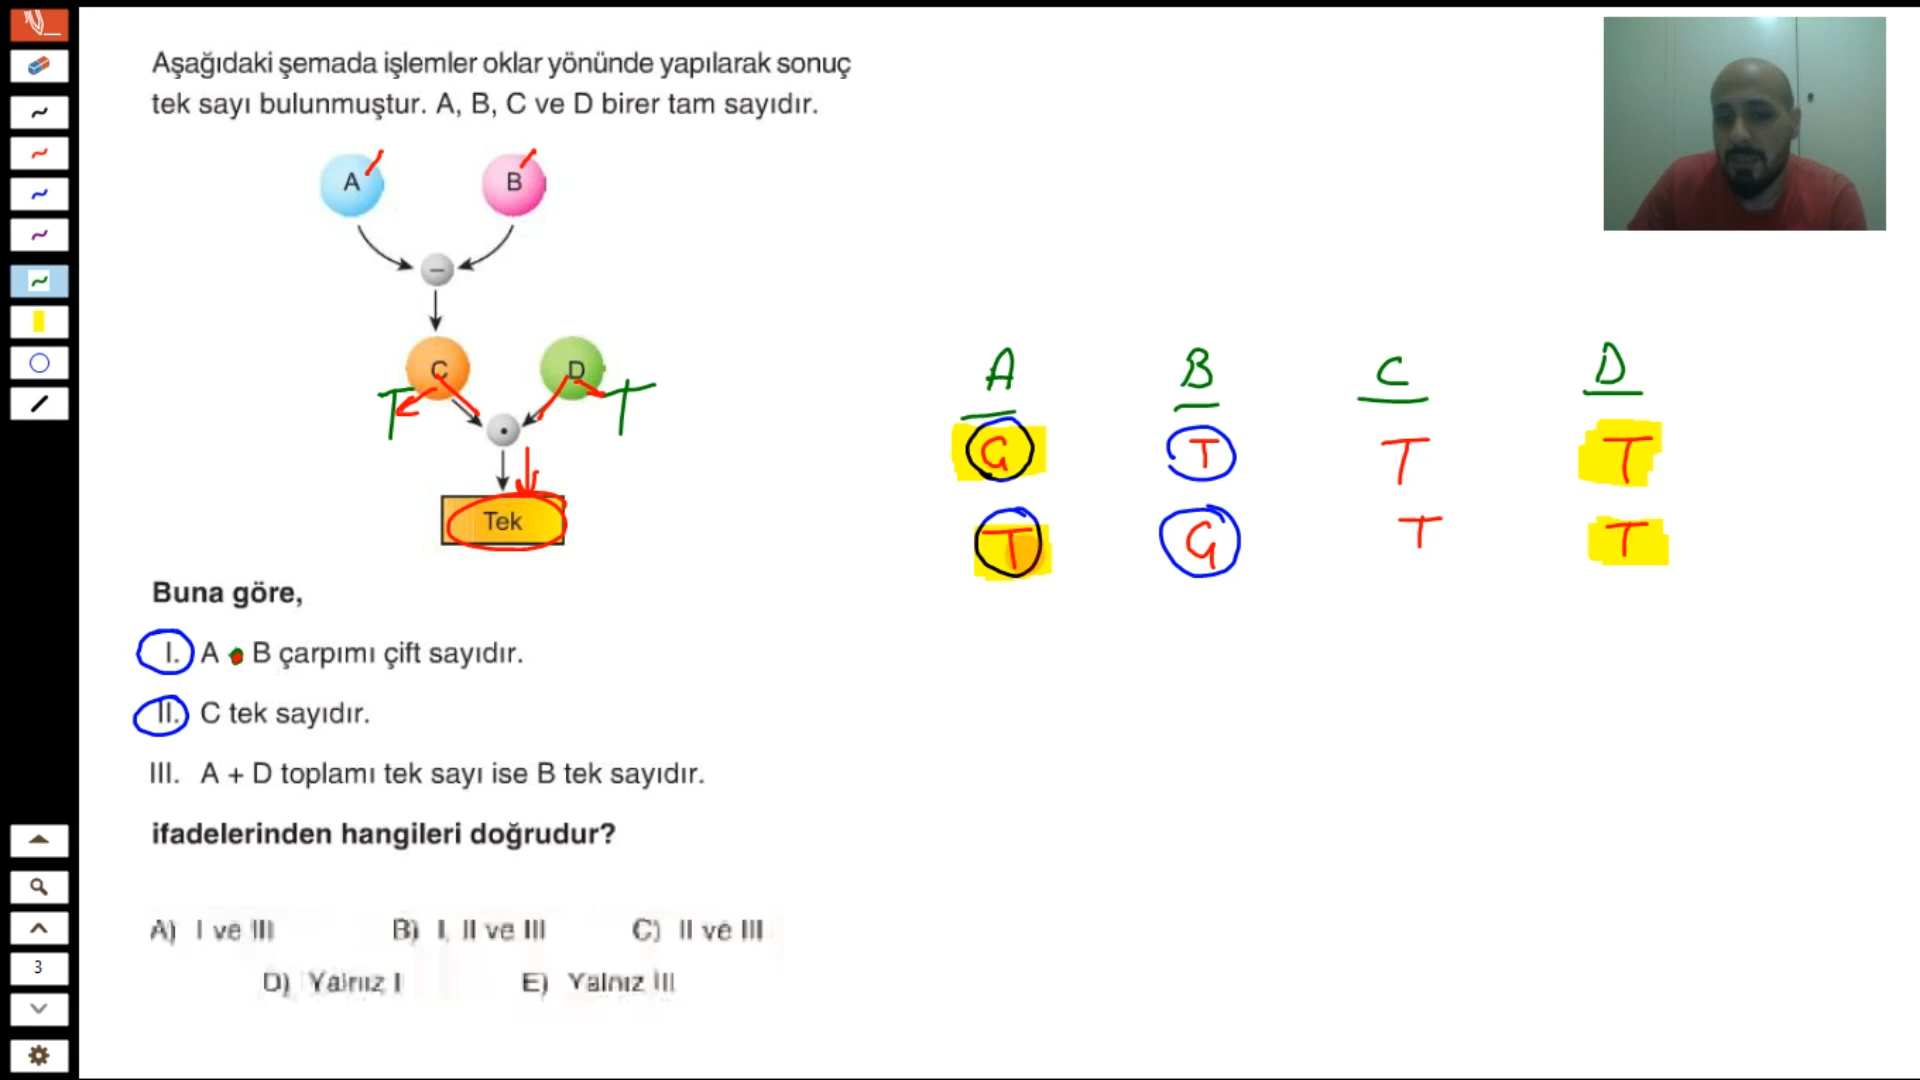 Aşağıdaki şemada işlemler oklar yönünde yapılarak sonuç
tek sayı bulunmuştur. A, B, C ve D birer tam sayıdır.
A B
−
C D
T T
•
Tek
A B C D
G T T T
T G T T
Buna göre,
I. A • B çarpımı çift sayıdır.
II. C tek sayıdır.
III. A + D toplamı tek sayı ise B tek sayıdır.
ifadelerinden hangileri doğrudur?
A) I ve III B) I, II ve III C) II ve III
D) Yalnız I E) Yalnız III
3